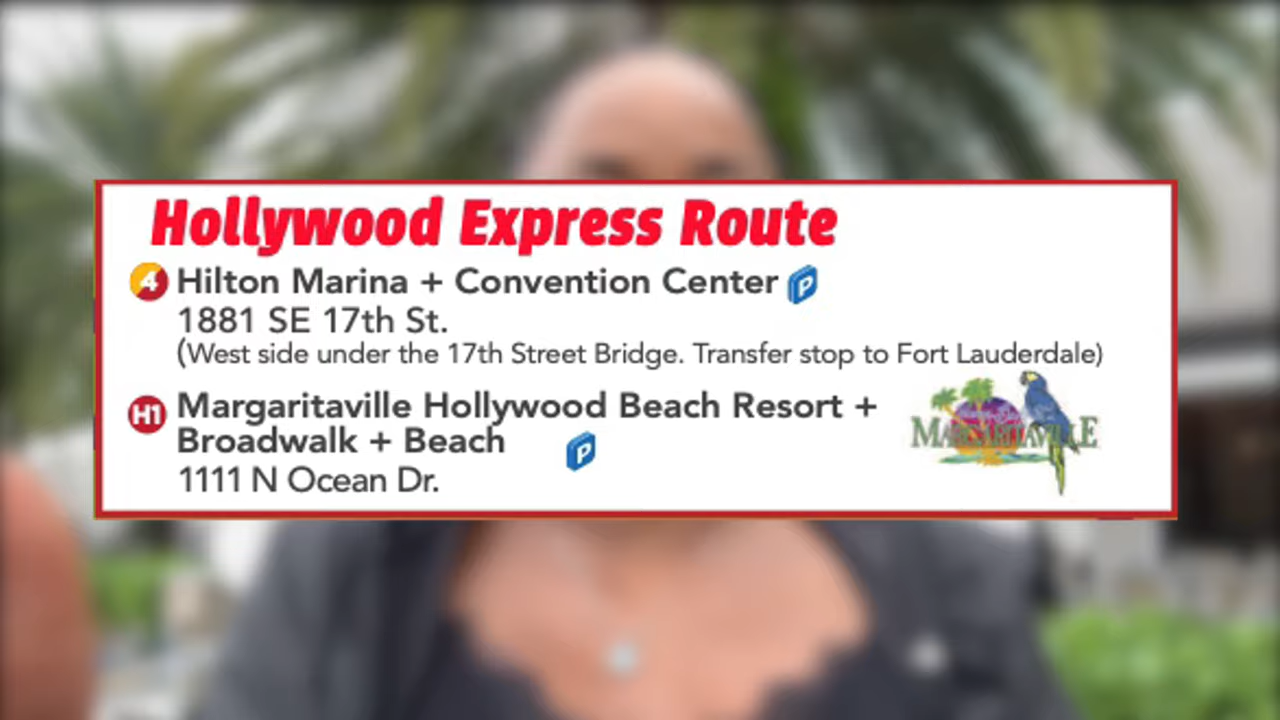 Hollywood Express Route
4 Hilton Marina + Convention Center P
1881 SE 17th St.
(West side under the 17th Street Bridge. Transfer stop to Fort Lauderdale)
H1 Margaritaville Hollywood Beach Resort +
Broadwalk + Beach P
1111 N Ocean Dr.
MARGARITAVILLE